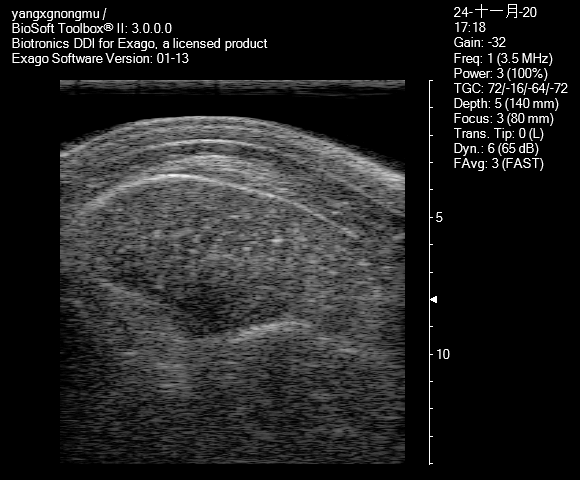 yangxgnongmu /
BioSoft Toolbox® II: 3.0.0.0
Biotronics DDI for Exago, a licensed product
Exago Software Version: 01-13
24-十一月-20
17:18
Gain: -32
Freq: 1 (3.5 MHz)
Power: 3 (100%)
TGC: 72/-16/-64/-72
Depth: 5 (140 mm)
Focus: 3 (80 mm)
Trans. Tip: 0 (L)
Dyn.: 6 (65 dB)
FAvg: 3 (FAST)
5
10